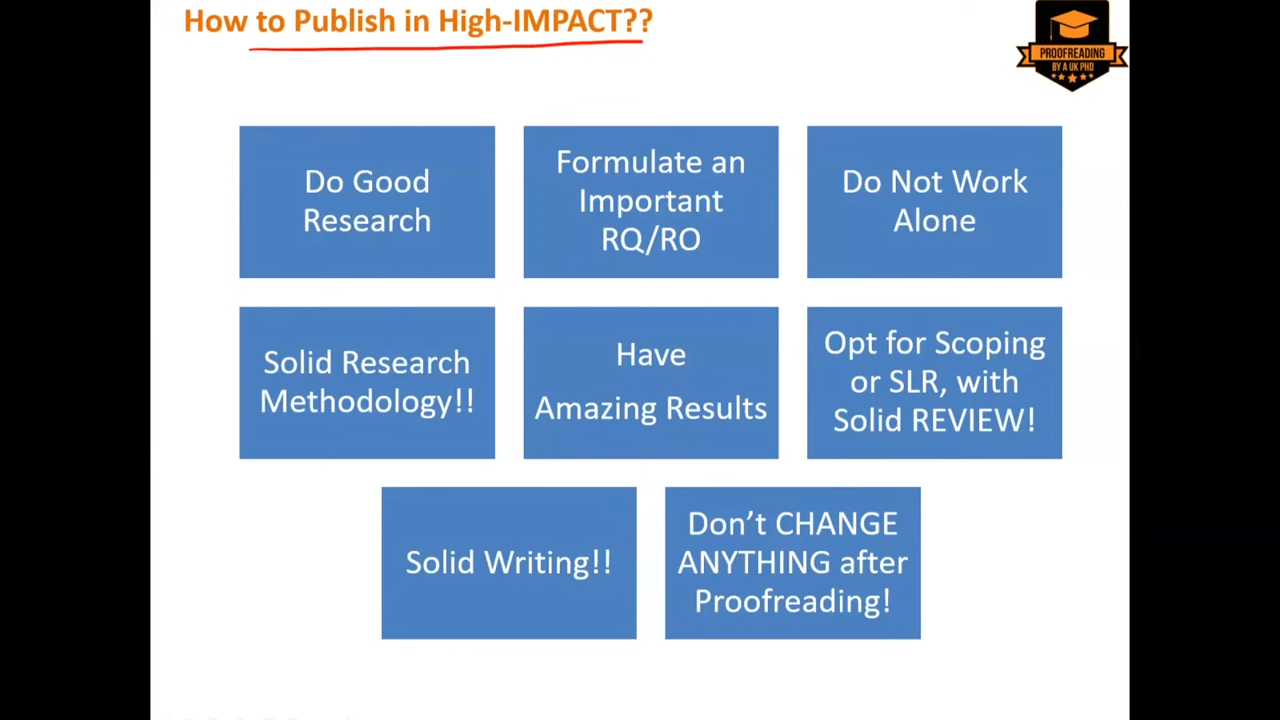 How to Publish in High-IMPACT??
PROOFREADING
BY A UK PHD
Do Good
Research
Formulate an
Important
RQ/RO
Do Not Work
Alone
Solid Research
Methodology!!
Have
Amazing Results
Opt for Scoping
or SLR, with
Solid REVIEW!
Solid Writing!!
Don’t CHANGE
ANYTHING after
Proofreading!